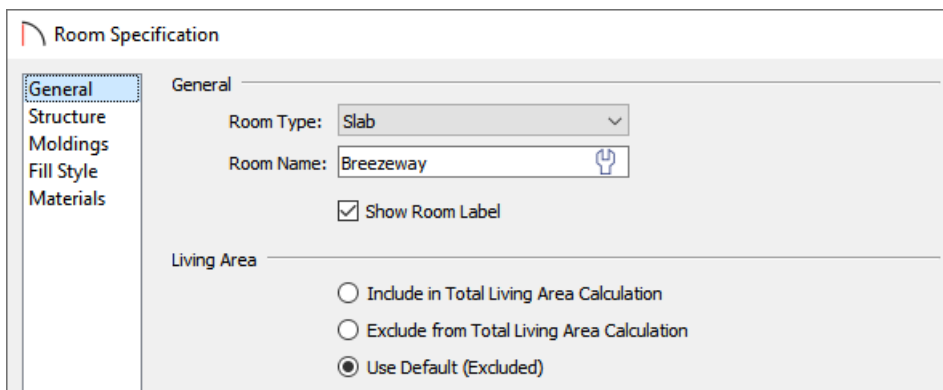 Room Specification
General
Structure
Moldings
Fill Style
Materials
General
Room Type: Slab
Room Name: Breezeway
Show Room Label
Living Area
Include in Total Living Area Calculation
Exclude from Total Living Area Calculation
Use Default (Excluded)